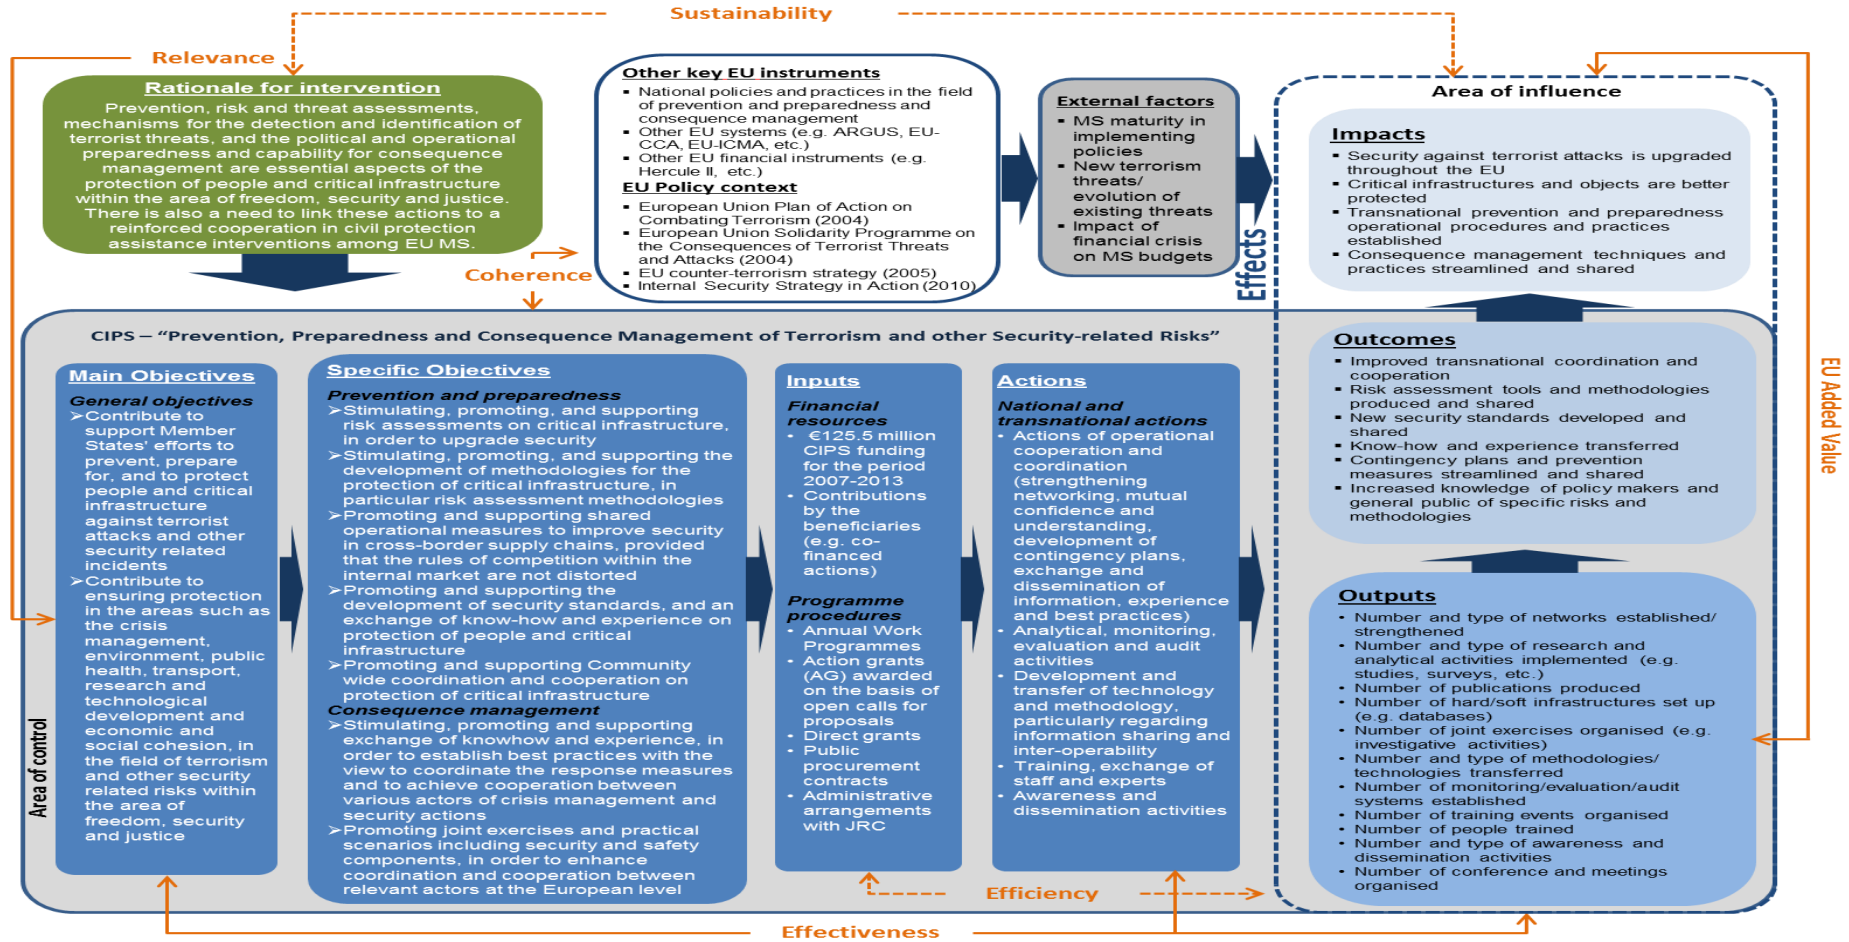 Sustainability
Relevance
Rationale for intervention
Prevention, risk and threat assessments,
mechanisms for the detection and identification of
terrorist threats, and the political and operational
preparedness and capability for consequence
management are essential aspects of the
protection of people and critical infrastructure
within the area of freedom, security and justice.
There is also a need to link these actions to a
reinforced cooperation in civil protection
assistance interventions among EU MS.
Coherence
Other key EU instruments
▪ National policies and practices in the field
of prevention and preparedness and
consequence management
▪ Other EU systems (e.g. ARGUS, EU-
CCA, EU-ICMA, etc.)
▪ Other EU financial instruments (e.g.
Hercule II, etc.)
EU Policy context
▪ European Union Plan of Action on
Combating Terrorism (2004)
▪ European Union Solidarity Programme on
the Consequences of Terrorist Threats
and Attacks (2004)
▪ EU counter-terrorism strategy (2005)
▪ Internal Security Strategy in Action (2010)
External factors
▪ MS maturity in
implementing
policies
▪ New terrorism
threats/
evolution of
existing threats
▪ Impact of
financial crisis
on MS budgets
Effects
Area of influence
Impacts
▪ Security against terrorist attacks is upgraded
throughout the EU
▪ Critical infrastructures and objects are better
protected
▪ Transnational prevention and preparedness
operational procedures and practices
established
▪ Consequence management techniques and
practices streamlined and shared
EU Added Value
CIPS – “Prevention, Preparedness and Consequence Management of Terrorism and other Security-related Risks”
Area of control
Main Objectives
General objectives
➢Contribute to
support Member
States' efforts to
prevent, prepare
for, and to protect
people and critical
infrastructure
against terrorist
attacks and other
security related
incidents
➢Contribute to
ensuring protection
in the areas such as
the crisis
management,
environment, public
health, transport,
research and
technological
development and
economic and
social cohesion, in
the field of terrorism
and other security
related risks within
the area of
freedom, security
and justice
Specific Objectives
Prevention and preparedness
➢Stimulating, promoting, and supporting
risk assessments on critical infrastructure,
in order to upgrade security
➢Stimulating, promoting, and supporting the
development of methodologies for the
protection of critical infrastructure, in
particular risk assessment methodologies
➢Promoting and supporting shared
operational measures to improve security
in cross-border supply chains, provided
that the rules of competition within the
internal market are not distorted
➢Promoting and supporting the
development of security standards, and an
exchange of know-how and experience on
protection of people and critical
infrastructure
➢Promoting and supporting Community
wide coordination and cooperation on
protection of critical infrastructure
Consequence management
➢Stimulating, promoting and supporting
exchange of knowhow and experience, in
order to establish best practices with the
view to coordinate the response measures
and to achieve cooperation between
various actors of crisis management and
security actions
➢Promoting joint exercises and practical
scenarios including security and safety
components, in order to enhance
coordination and cooperation between
relevant actors at the European level
Inputs
Financial
resources
• €125.5 million
CIPS funding
for the period
2007-2013
• Contributions
by the
beneficiaries
(e.g. co-
financed
actions)
Programme
procedures
• Annual Work
Programmes
• Action grants
(AG) awarded
on the basis of
open calls for
proposals
• Direct grants
• Public
procurement
contracts
• Administrative
arrangements
with JRC
Actions
National and
transnational actions
• Actions of operational
cooperation and
coordination
(strengthening
networking, mutual
confidence and
understanding,
development of
contingency plans,
exchange and
dissemination of
information, experience
and best practices)
• Analytical, monitoring,
evaluation and audit
activities
• Development and
transfer of technology
and methodology,
particularly regarding
information sharing and
inter-operability
• Training, exchange of
staff and experts
• Awareness and
dissemination activities
Outcomes
▪ Improved transnational coordination and
cooperation
▪ Risk assessment tools and methodologies
produced and shared
▪ New security standards developed and
shared
▪ Know-how and experience transferred
▪ Contingency plans and prevention
measures streamlined and shared
▪ Increased knowledge of policy makers and
general public of specific risks and
methodologies
Outputs
• Number and type of networks established/
strengthened
• Number and type of research and
analytical activities implemented (e.g.
studies, surveys, etc.)
• Number of publications produced
• Number of hard/soft infrastructures set up
(e.g. databases)
• Number of joint exercises organised (e.g.
investigative activities)
• Number and type of methodologies/
technologies transferred
• Number of monitoring/evaluation/audit
systems established
• Number of training events organised
• Number of people trained
• Number and type of awareness and
dissemination activities
• Number of conference and meetings
organised
Efficiency
Effectiveness